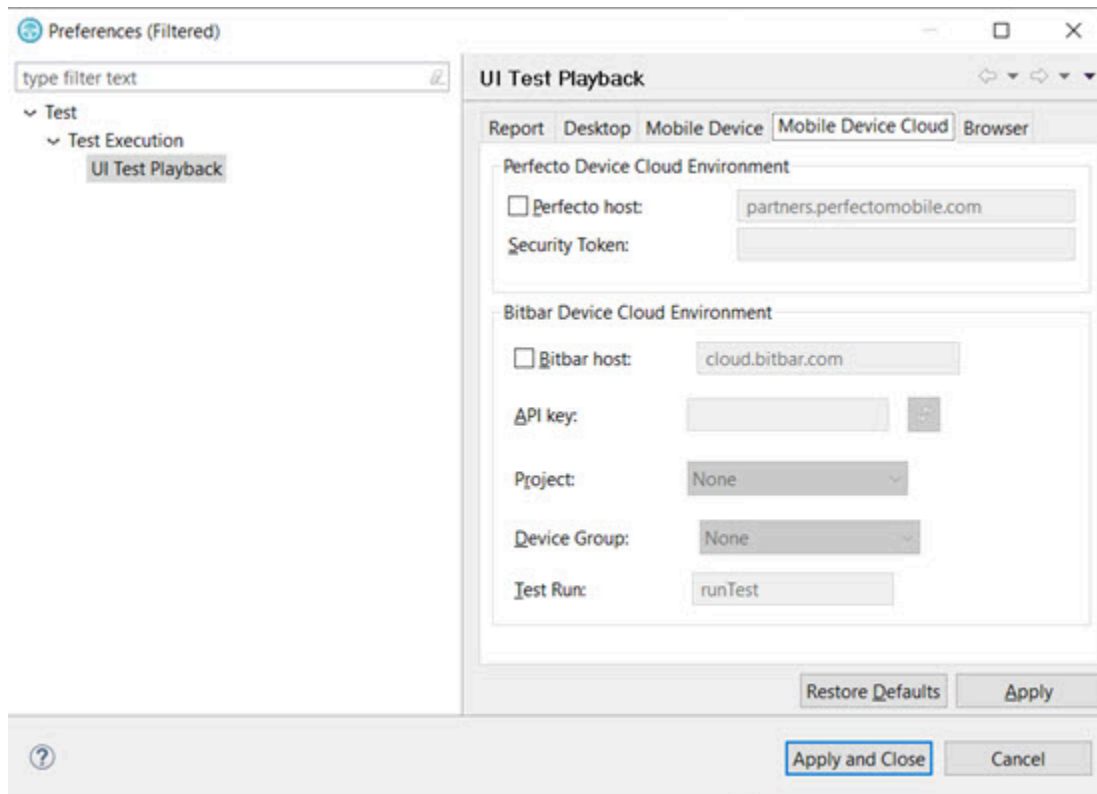 Preferences (Filtered)
type filter text
Test
Test Execution
UI Test Playback
UI Test Playback
Report Desktop Mobile Device Mobile Device Cloud Browser
Perfecto Device Cloud Environment
Perfecto host: partners.perfectomobile.com
Security Token:
Bitbar Device Cloud Environment
Bitbar host: cloud.bitbar.com
API key:
Project: None
Device Group: None
Test Run: runTest
Restore Defaults Apply
? Apply and Close Cancel